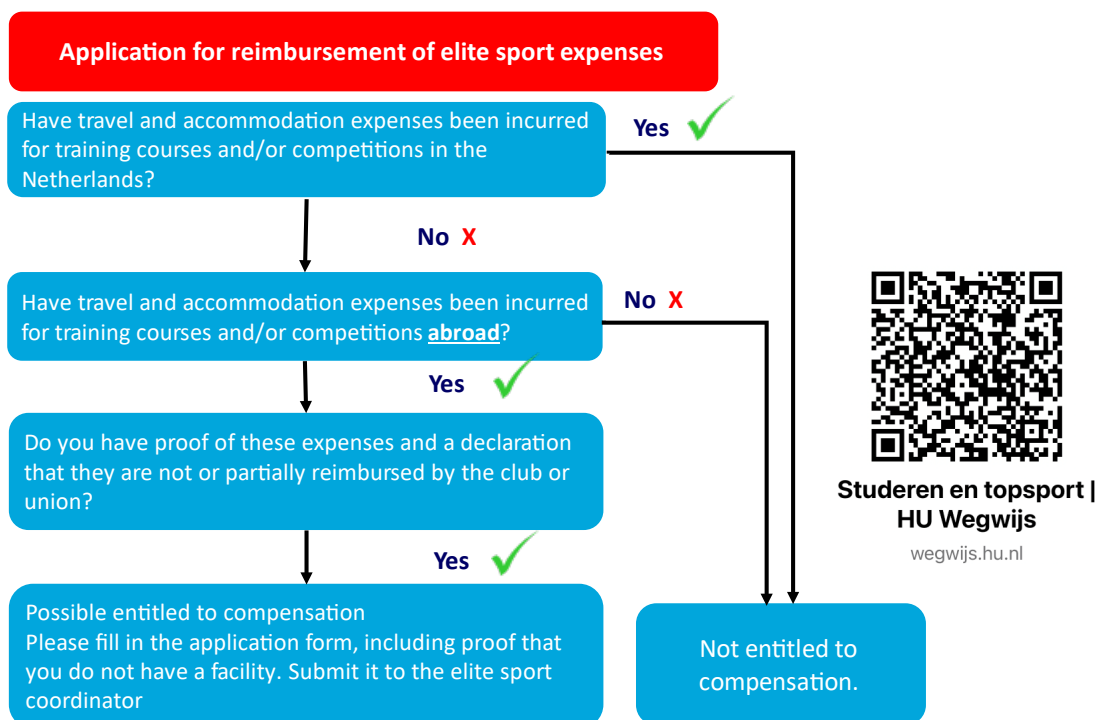 Application for reimbursement of elite sport expenses
Have travel and accommodation expenses been incurred
for training courses and/or competitions in the
Netherlands?
Yes
No X
Have travel and accommodation expenses been incurred
for training courses and/or competitions abroad?
No X
Yes
Do you have proof of these expenses and a declaration
that they are not or partially reimbursed by the club or
union?
Yes
Possible entitled to compensation
Please fill in the application form, including proof that
you do not have a facility. Submit it to the elite sport
coordinator
Not entitled to
compensation.
Studeren en topsport |
HU Wegwijs
wegwijs.hu.nl